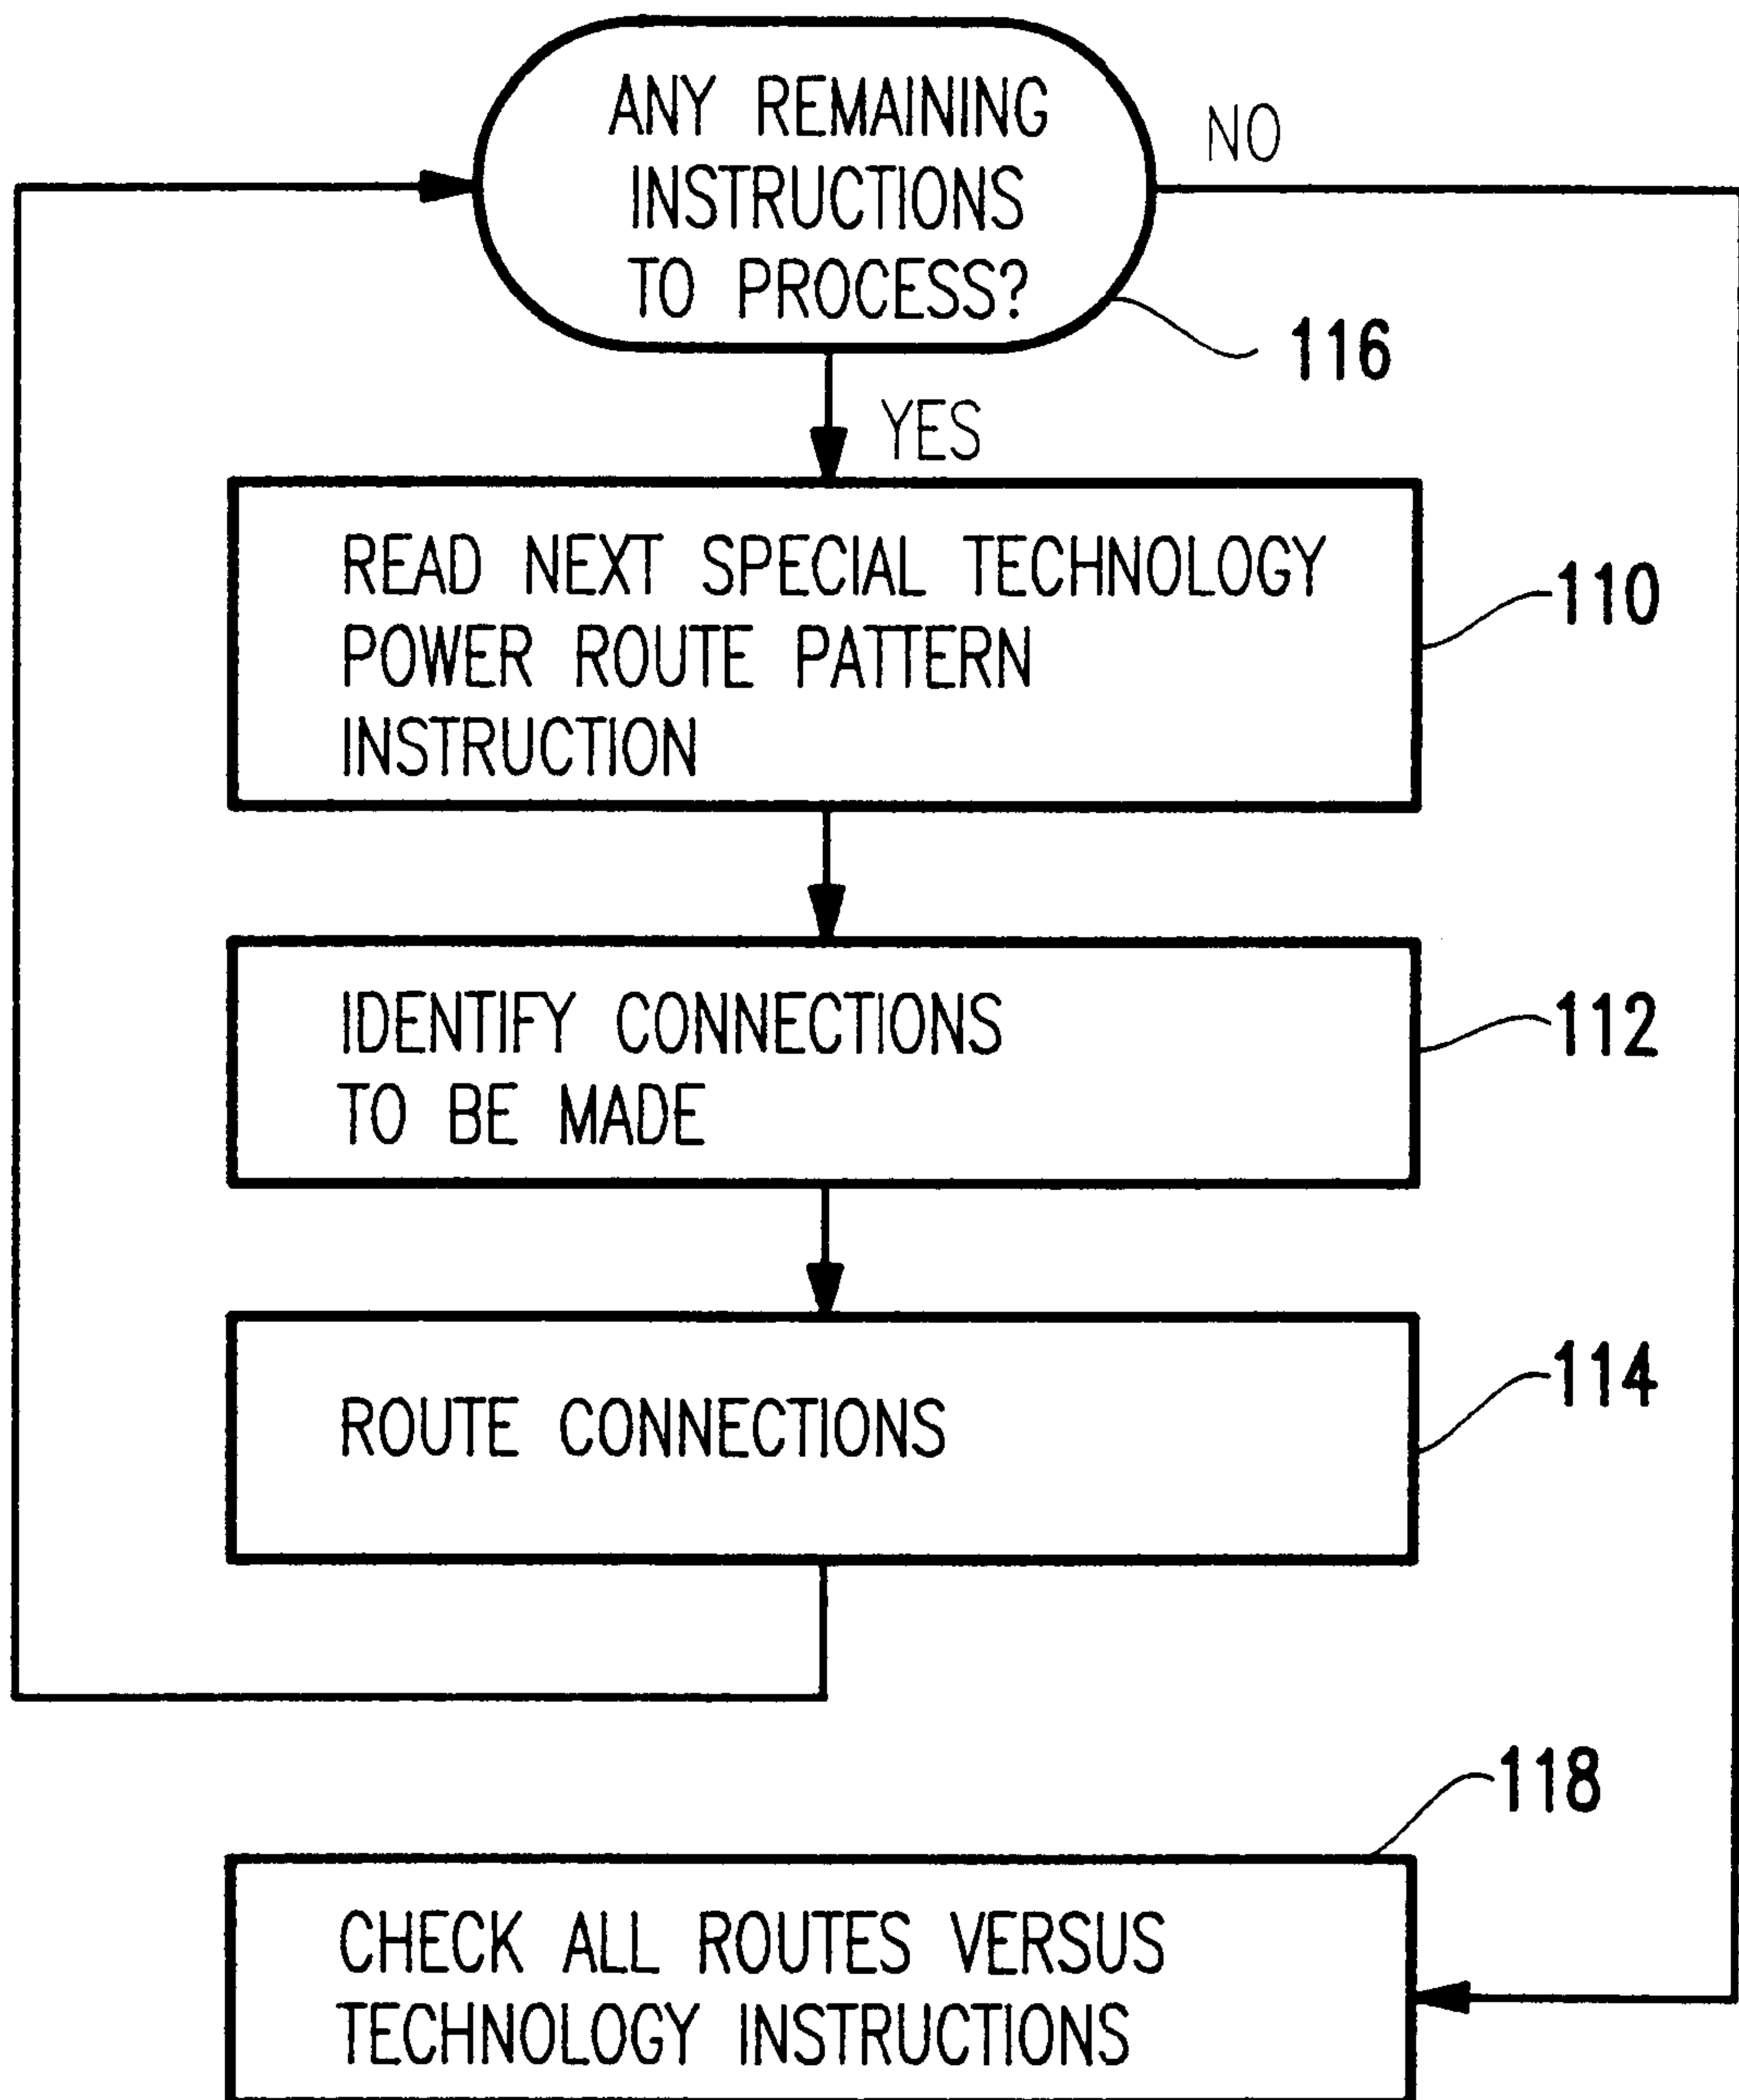 ANY REMAINING
INSTRUCTIONS
TO PROCESS?
NO
116
YES
READ NEXT SPECIAL TECHNOLOGY
POWER ROUTE PATTERN
INSTRUCTION
110
IDENTIFY CONNECTIONS
TO BE MADE
112
ROUTE CONNECTIONS
114
118
CHECK ALL ROUTES VERSUS
TECHNOLOGY INSTRUCTIONS